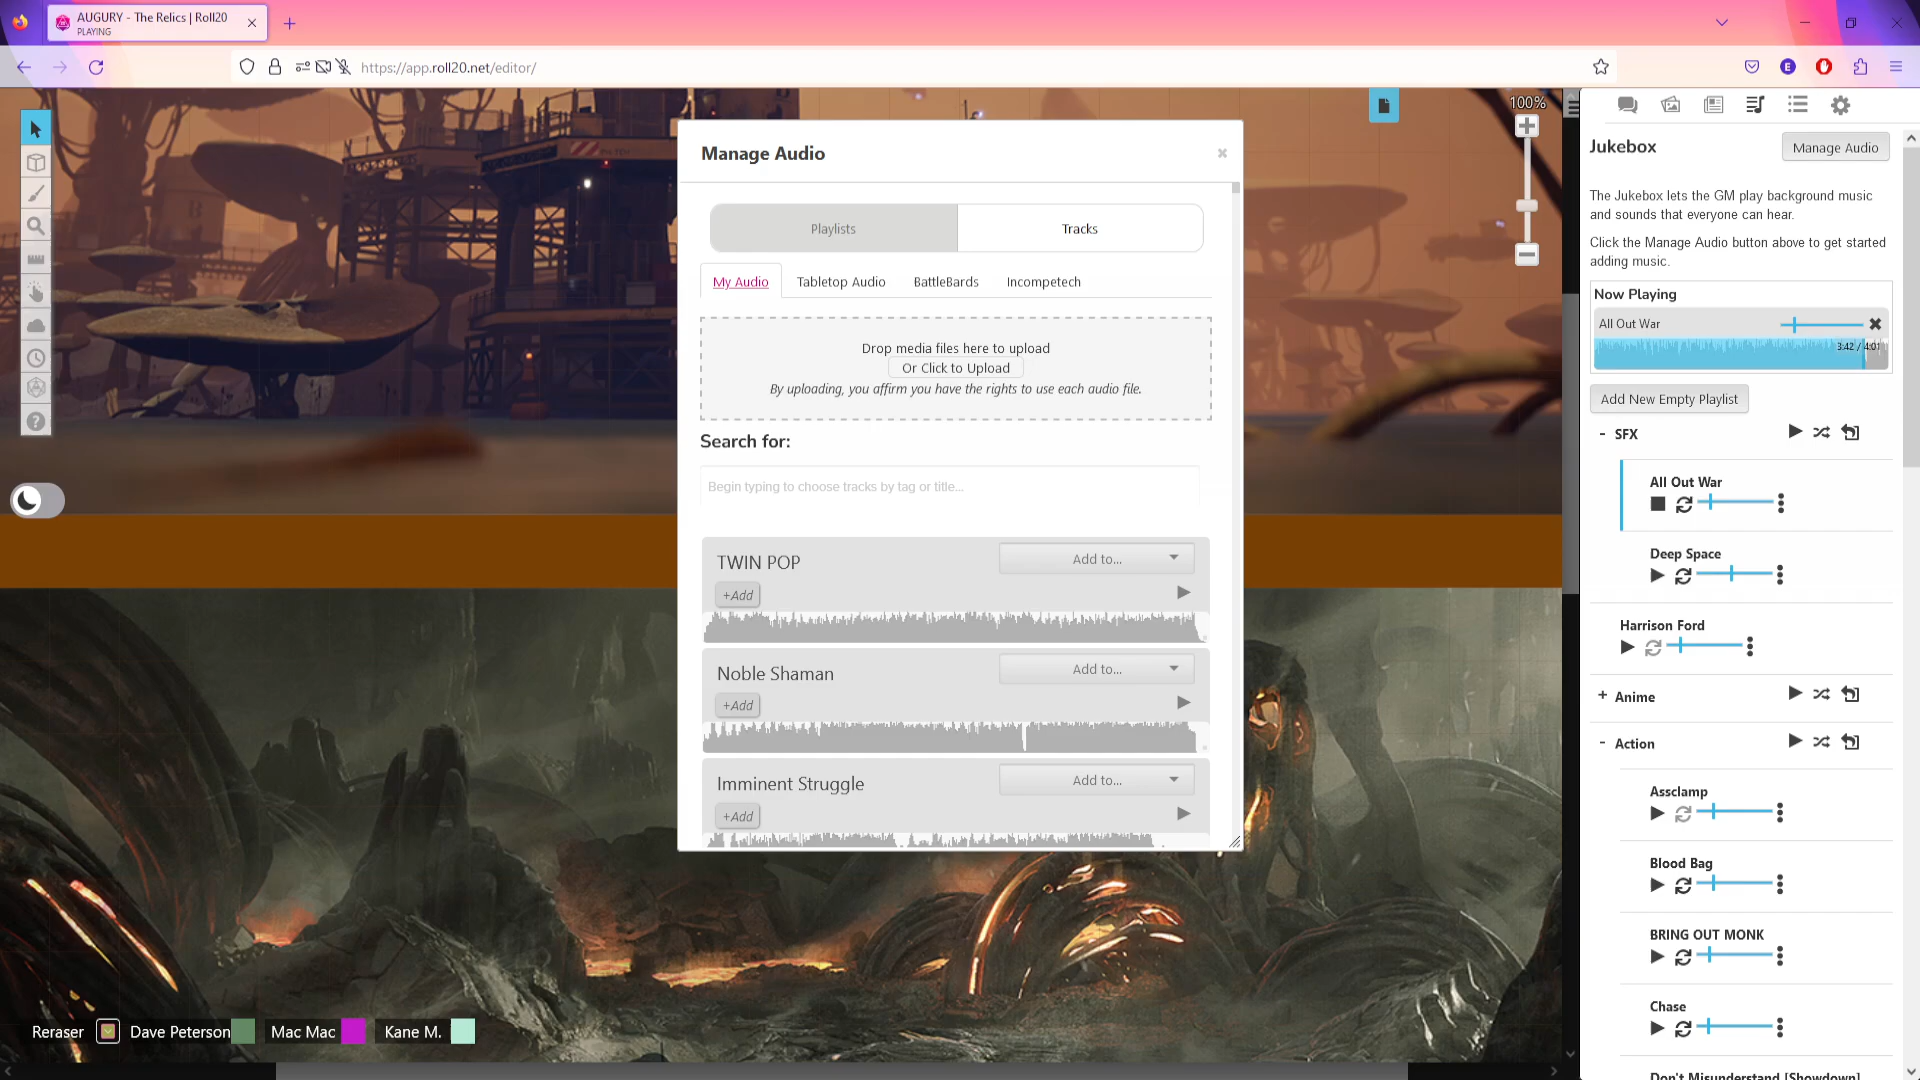 AUGURY - The Relics | Roll20
PLAYING
https://app.roll20.net/editor/
E
100%
Manage Audio
Playlists
Tracks
My Audio
Tabletop Audio
BattleBards
Incompetech
Drop media files here to upload
Or Click to Upload
By uploading, you affirm you have the rights to use each audio file.
Search for:
Begin typing to choose tracks by tag or title...
TWIN POP
Add to...
+Add
Noble Shaman
Add to...
+Add
Imminent Struggle
Add to...
+Add
Jukebox
Manage Audio
The Jukebox lets the GM play background music
and sounds that everyone can hear.
Click the Manage Audio button above to get started
adding music.
Now Playing
All Out War
3:42 / 4:01
Add New Empty Playlist
- SFX
All Out War
Deep Space
Harrison Ford
+ Anime
- Action
Assclamp
Blood Bag
BRING OUT MONK
Chase
Don't Misunderstand [Showdown]
Reraser
Dave Peterson
Mac Mac
Kane M.